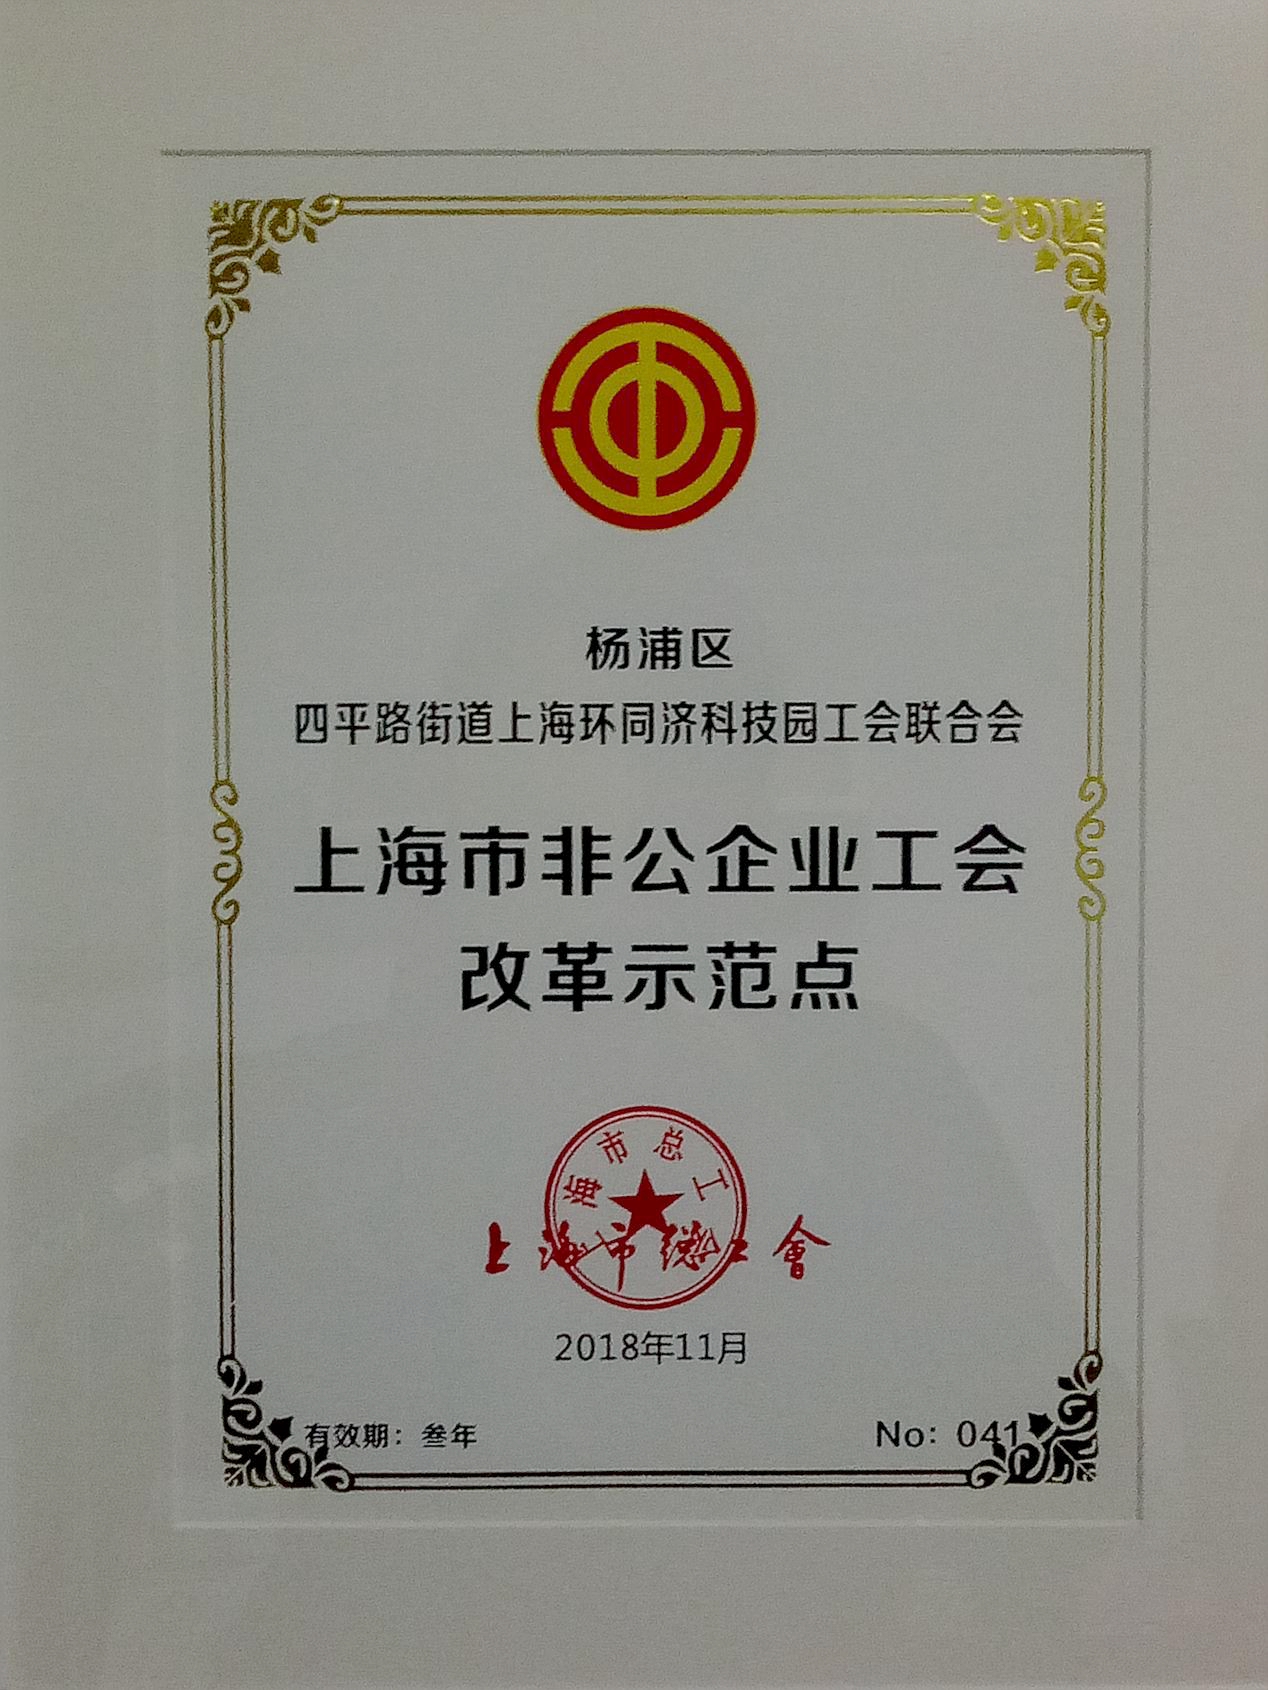 杨浦区
四平路街道上海环同济科技园工会联合会
上海市非公企业工会
改革示范点
上海市总工会
上海市總工會
2018年11月
有效期：叁年
No：041